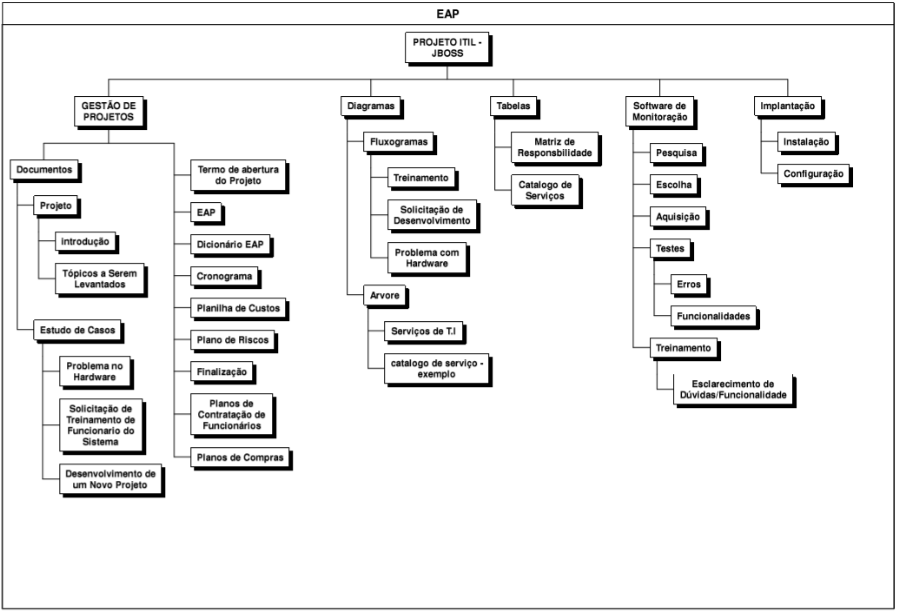 EAP
PROJETO ITIL -
JBOSS
GESTÃO DE
PROJETOS
Documentos
Projeto
introdução
Tópicos a Serem
Levantados
Estudo de Casos
Problema no
Hardware
Solicitação de
Treinamento de
Funcionario do
Sistema
Desenvolvimento de
um Novo Projeto
Termo de abertura
do Projeto
EAP
Dicionário EAP
Cronograma
Planilha de Custos
Plano de Riscos
Finalização
Planos de
Contratação de
Funcionários
Planos de Compras
Diagramas
Fluxogramas
Treinamento
Solicitação de
Desenvolvimento
Problema com
Hardware
Arvore
Serviços de T.I
catalogo de serviço -
exemplo
Tabelas
Matriz de
Responsbilidade
Catalogo de
Serviços
Software de
Monitoração
Pesquisa
Escolha
Aquisição
Testes
Erros
Funcionalidades
Treinamento
Esclarecimento de
Dúvidas/Funcionalidade
Implantação
Instalação
Configuração